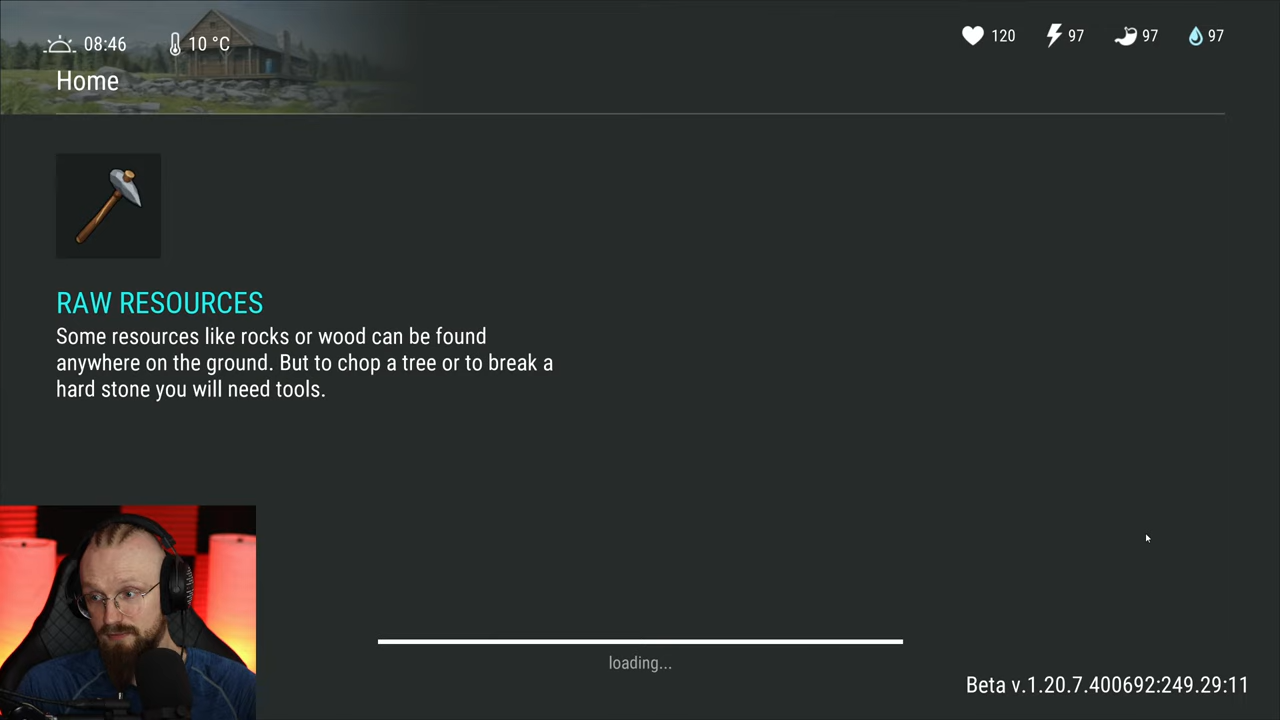 08:46
10 °C
120
97
97
97
Home
RAW RESOURCES
Some resources like rocks or wood can be found
anywhere on the ground. But to chop a tree or to break a
hard stone you will need tools.
loading...
Beta v.1.20.7.400692:249.29:11